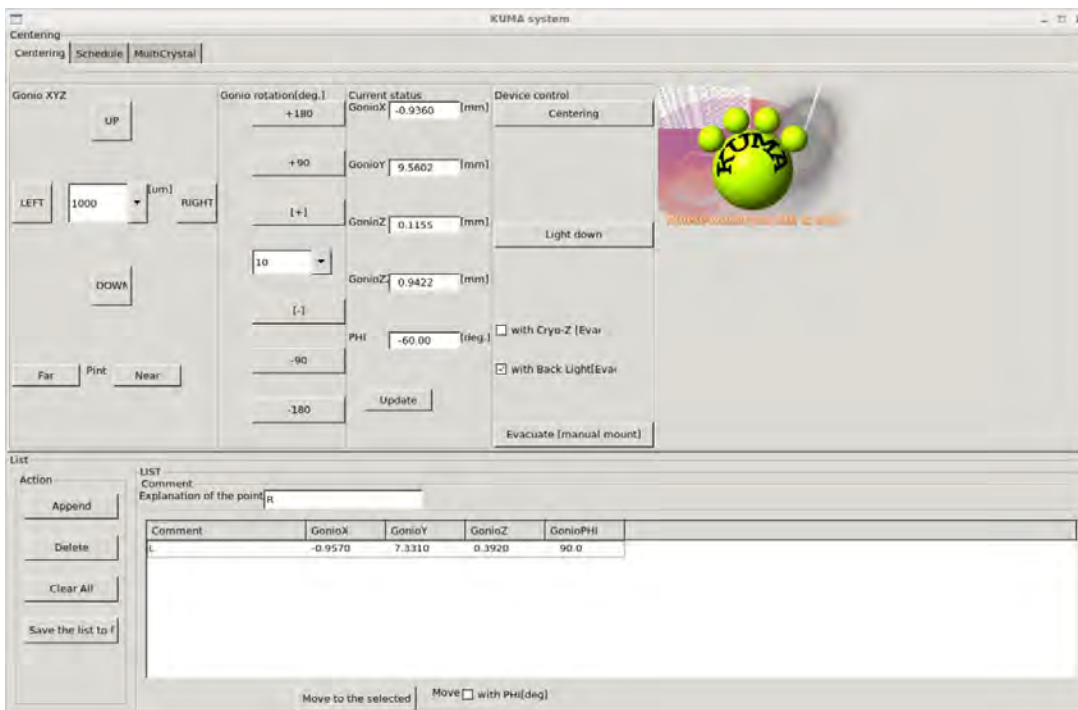 KUMA system
Centering
Centering Schedule MultiCrystal
Gonio XYZ
UP
LEFT 1000 [um] RIGHT
DOWN
Far Pint Near
Gonio rotation[deg.]
+180
+90
[+]
10
[-]
-90
-180
Current status
GonioX -0.9360 [mm]
GonioY 9.5602 [mm]
GonioZ 0.1155 [mm]
GonioZZ 0.9422 [mm]
PHI -60.00 [deg.]
Update
Device control
Centering
Light down
with Cryo-Z [Evac
with Back Light[Evac
Evacuate [manual mount]
KUMA
List
Action
Append
Delete
Clear All
Save the list to f
LIST
Comment
Explanation of the point R
Comment GonioX GonioY GonioZ GonioPHI
L -0.9570 7.3310 0.3920 90.0
Move to the selected Move with PHI[deg]